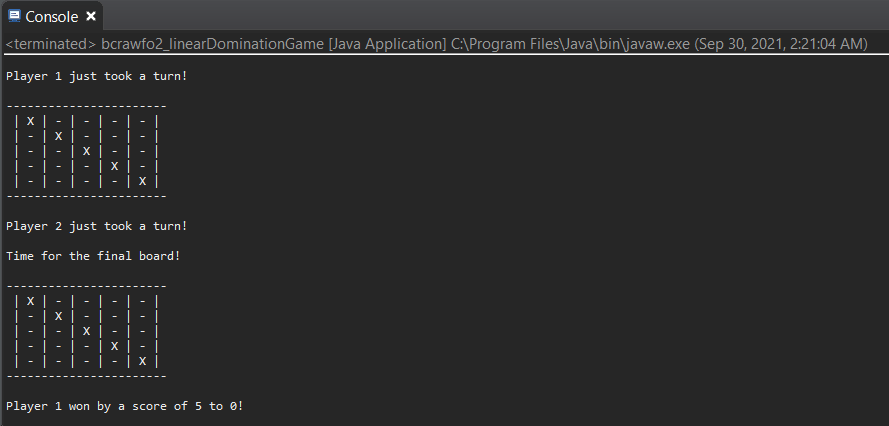 Console
<terminated> bcrawfo2_linearDominationGame [Java Application] C:\Program Files\Java\bin\javaw.exe (Sep 30, 2021, 2:21:04 AM)
Player 1 just took a turn!
-----------------------
| X | - | - | - | - |
| - | X | - | - | - |
| - | - | X | - | - |
| - | - | - | X | - |
| - | - | - | - | X |
-----------------------
Player 2 just took a turn!
Time for the final board!
-----------------------
| X | - | - | - | - |
| - | X | - | - | - |
| - | - | X | - | - |
| - | - | - | X | - |
| - | - | - | - | X |
-----------------------
Player 1 won by a score of 5 to 0!